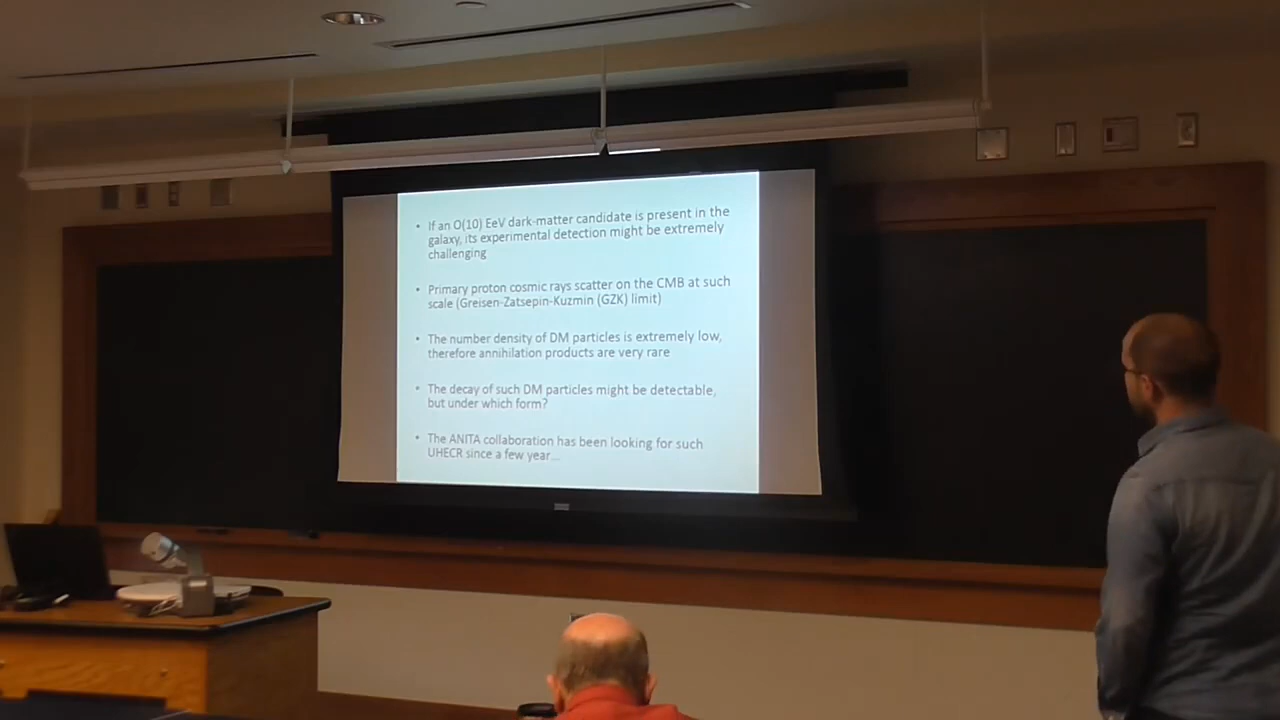 • If an O(10) EeV dark-matter candidate is present in the
galaxy, its experimental detection might be extremely
challenging
• Primary proton cosmic rays scatter on the CMB at such
scale (Greisen-Zatsepin-Kuzmin (GZK) limit)
• The number density of DM particles is extremely low,
therefore annihilation products are very rare
• The decay of such DM particles might be detectable,
but under which form?
• The ANITA collaboration has been looking for such
UHECR since a few year...